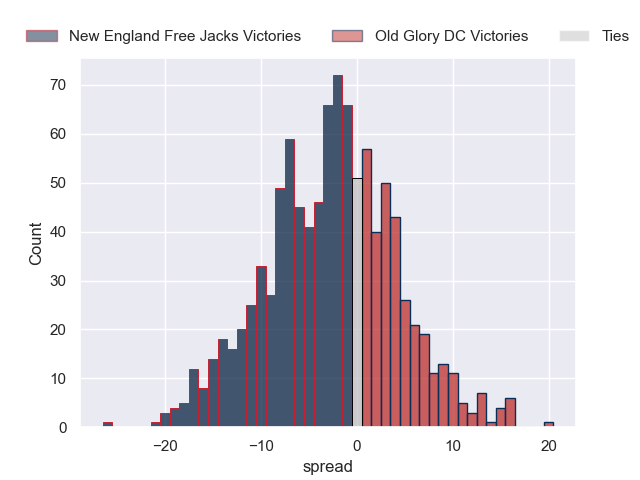 New England Free Jacks Victories Old Glory DC Victories Ties
70
60
50
40
30
20
10
0
Count
−20 −10 0 10 20
spread